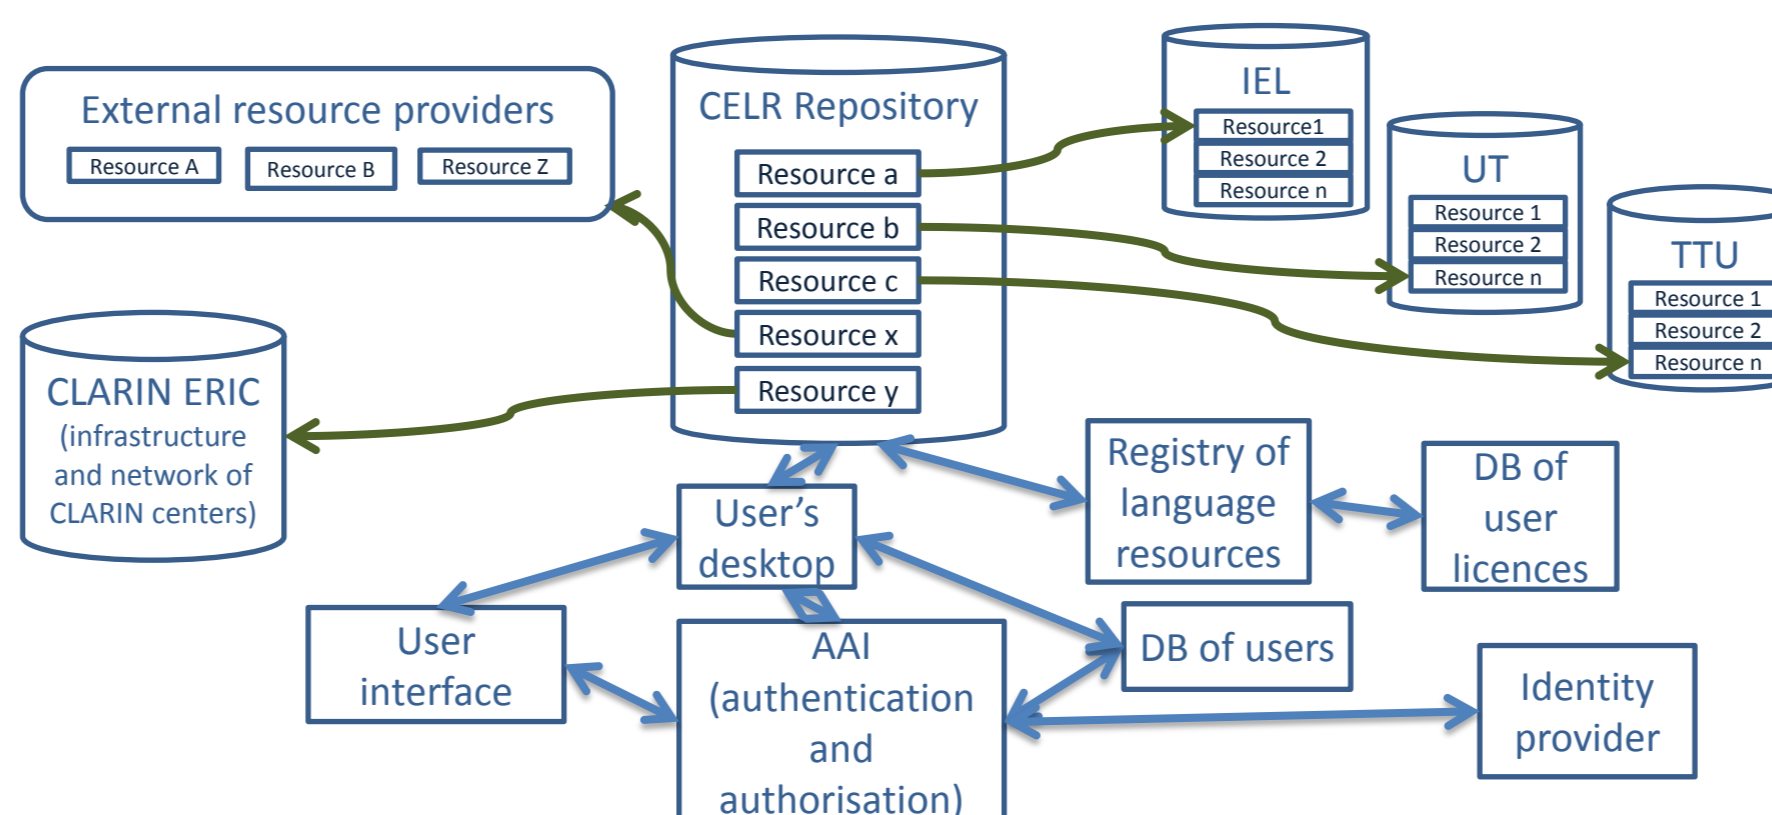 External resource providers
Resource A
Resource B
Resource Z
CELR Repository
Resource a
Resource b
Resource c
Resource x
Resource y
IEL
Resource1
Resource 2
Resource n
UT
Resource 1
Resource 2
Resource n
TTU
Resource 1
Resource 2
Resource n
CLARIN ERIC
(infrastructure
and network of
CLARIN centers)
User's
desktop
Registry of
language
resources
DB of
user
licences
User
interface
AAI
(authentication
and
authorisation)
DB of users
Identity
provider